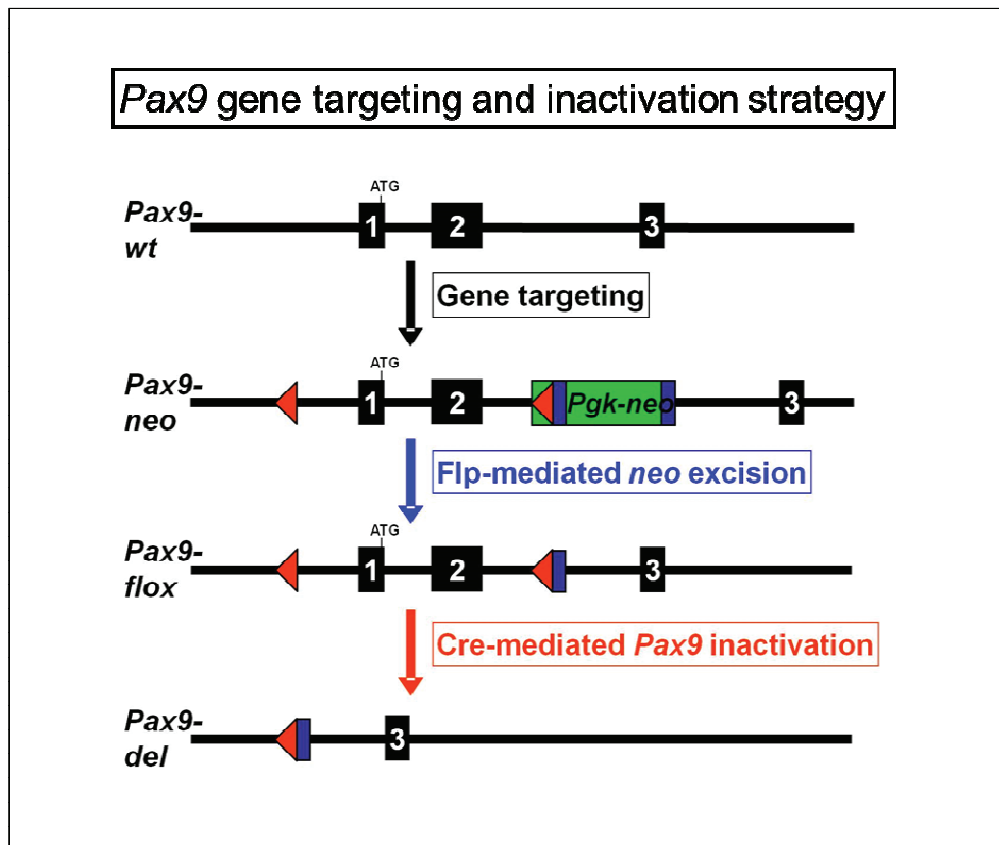 Pax9 gene targeting and inactivation strategy
ATG
Pax9-
wt
1 2 3
Gene targeting
ATG
Pax9-
neo
1 2 Pgk-neo 3
Flp-mediated neo excision
ATG
Pax9-
flox
1 2 3
Cre-mediated Pax9 inactivation
Pax9-
del
3